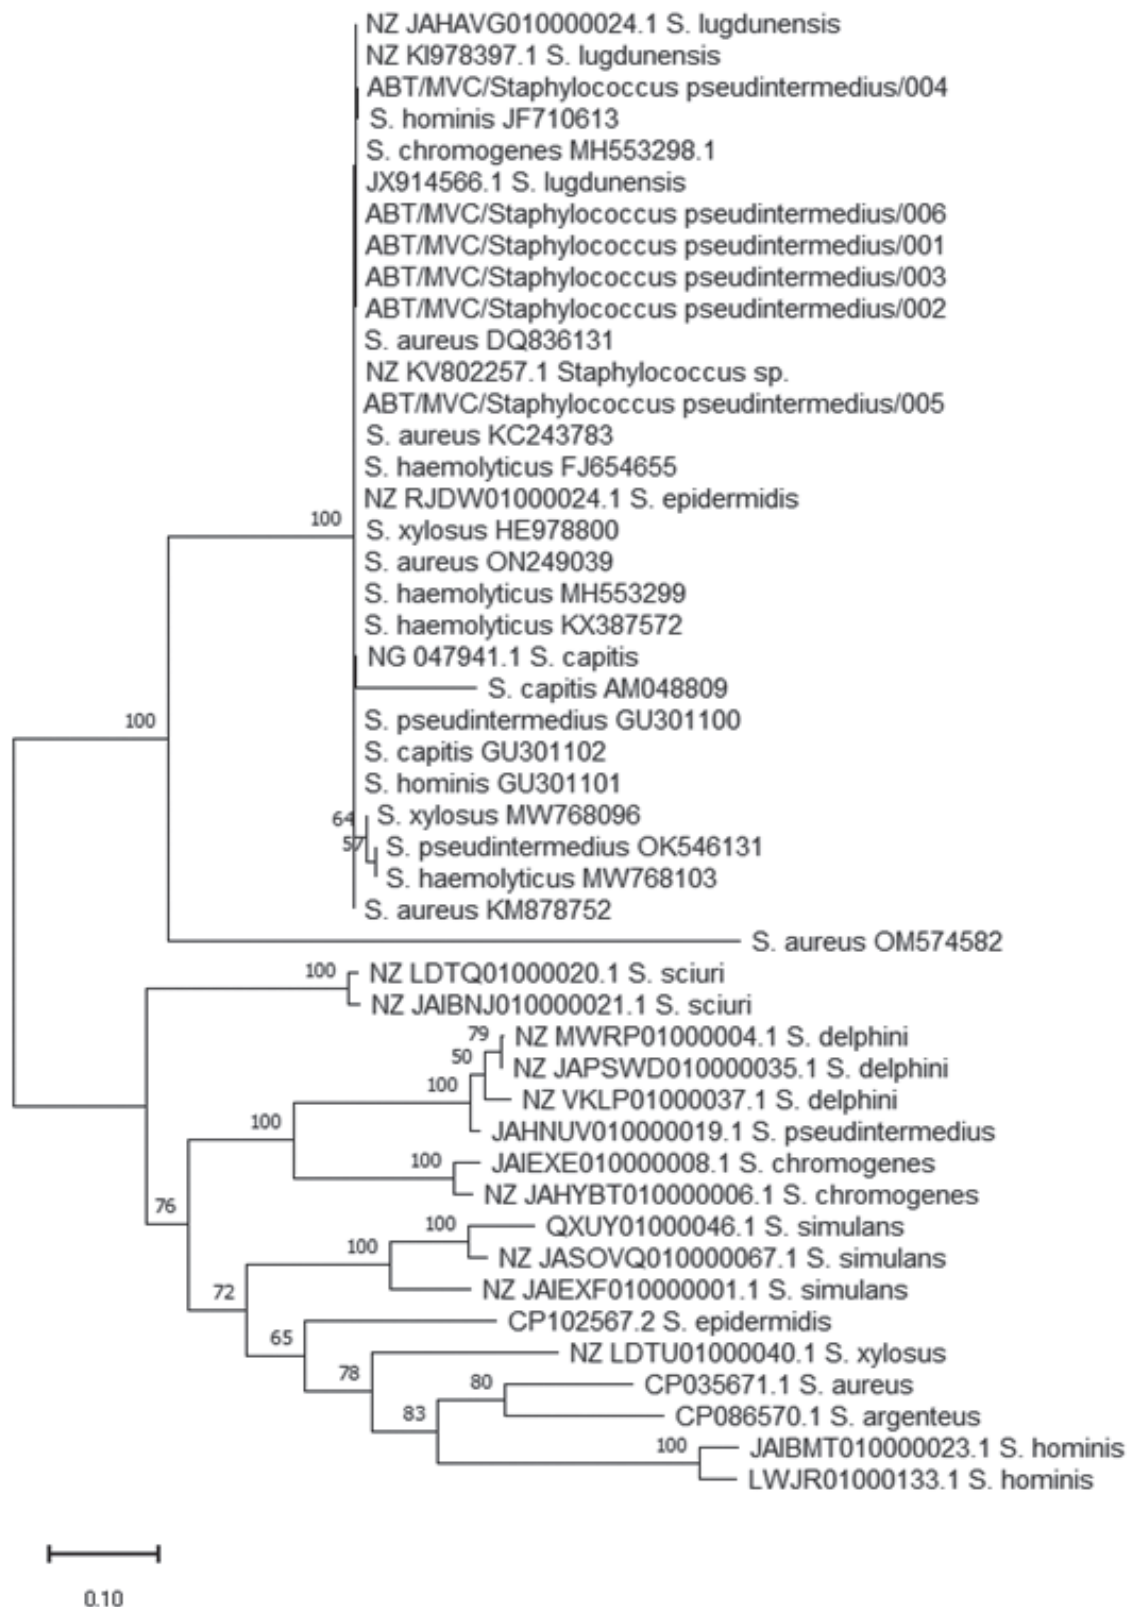 NZ JAHAVG010000024.1 S. lugdunensis
NZ KI978397.1 S. lugdunensis
ABT/MVC/Staphylococcus pseudintermedius/004
S. hominis JF710613
S. chromogenes MH553298.1
JX914566.1 S. lugdunensis
ABT/MVC/Staphylococcus pseudintermedius/006
ABT/MVC/Staphylococcus pseudintermedius/001
ABT/MVC/Staphylococcus pseudintermedius/003
ABT/MVC/Staphylococcus pseudintermedius/002
S. aureus DQ836131
NZ KV802257.1 Staphylococcus sp.
ABT/MVC/Staphylococcus pseudintermedius/005
S. aureus KC243783
S. haemolyticus FJ654655
NZ RJDW01000024.1 S. epidermidis
100
S. xylosus HE978800
S. aureus ON249039
S. haemolyticus MH553299
S. haemolyticus KX387572
NG 047941.1 S. capitis
S. capitis AM048809
100
S. pseudintermedius GU301100
S. capitis GU301102
S. hominis GU301101
64
S. xylosus MW768096
57
S. pseudintermedius OK546131
S. haemolyticus MW768103
S. aureus KM878752
S. aureus OM574582
100
NZ LDTQ01000020.1 S. sciuri
NZ JAIBNJ010000021.1 S. sciuri
79
NZ MWRP01000004.1 S. delphini
50
NZ JAPSWD010000035.1 S. delphini
100
NZ VKLP01000037.1 S. delphini
100
JAHNUV010000019.1 S. pseudintermedius
100
JAIEXE010000008.1 S. chromogenes
NZ JAHYBT010000006.1 S. chromogenes
76
100
QXUY01000046.1 S. simulans
100
NZ JASOVQ010000067.1 S. simulans
NZ JAIEXF010000001.1 S. simulans
72
CP102567.2 S. epidermidis
65
NZ LDTU01000040.1 S. xylosus
78
80
CP035671.1 S. aureus
83
CP086570.1 S. argenteus
100
JAIBMT010000023.1 S. hominis
LWJR01000133.1 S. hominis
0.10